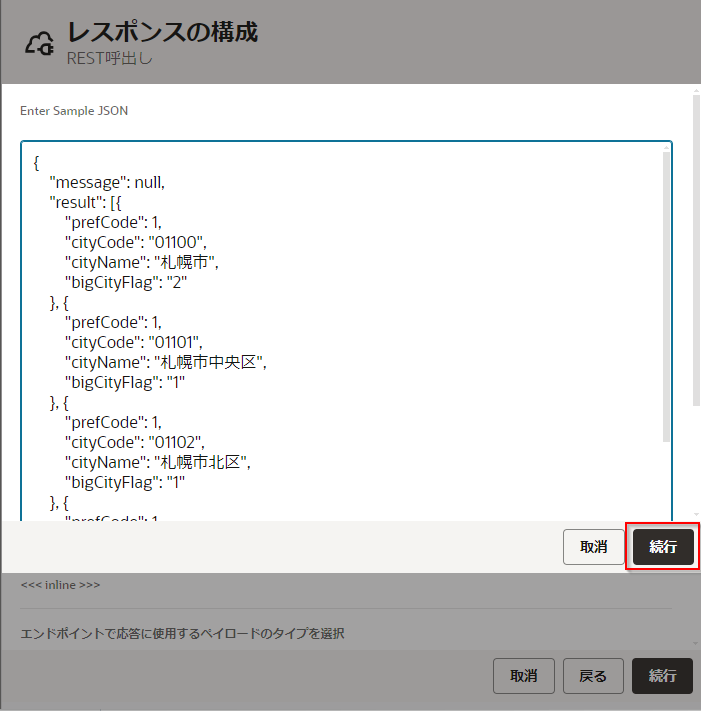 レスポンスの構成
REST呼出し
Enter Sample JSON
{
"message": null,
"result": [{
"prefCode": 1,
"cityCode": "01100",
"cityName": "札幌市",
"bigCityFlag": "2"
}, {
"prefCode": 1,
"cityCode": "01101",
"cityName": "札幌市中央区",
"bigCityFlag": "1"
}, {
"prefCode": 1,
"cityCode": "01102",
"cityName": "札幌市北区",
"bigCityFlag": "1"
}, {
"prefCode": 1
取消 続行
<<< inline >>>
エンドポイントで応答に使用するペイロードのタイプを選択
取消 戻る 続行